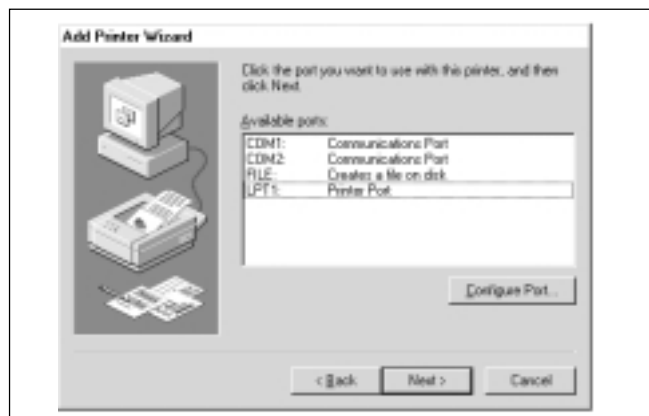 Add Printer Wizard
Click the port you want to use with this printer, and then
click Next.
Available ports:
COM1: Communications Port
COM2: Communications Port
FILE: Creates a file on disk
LPT1: Printer Port
Configure Port...
< Back
Next >
Cancel